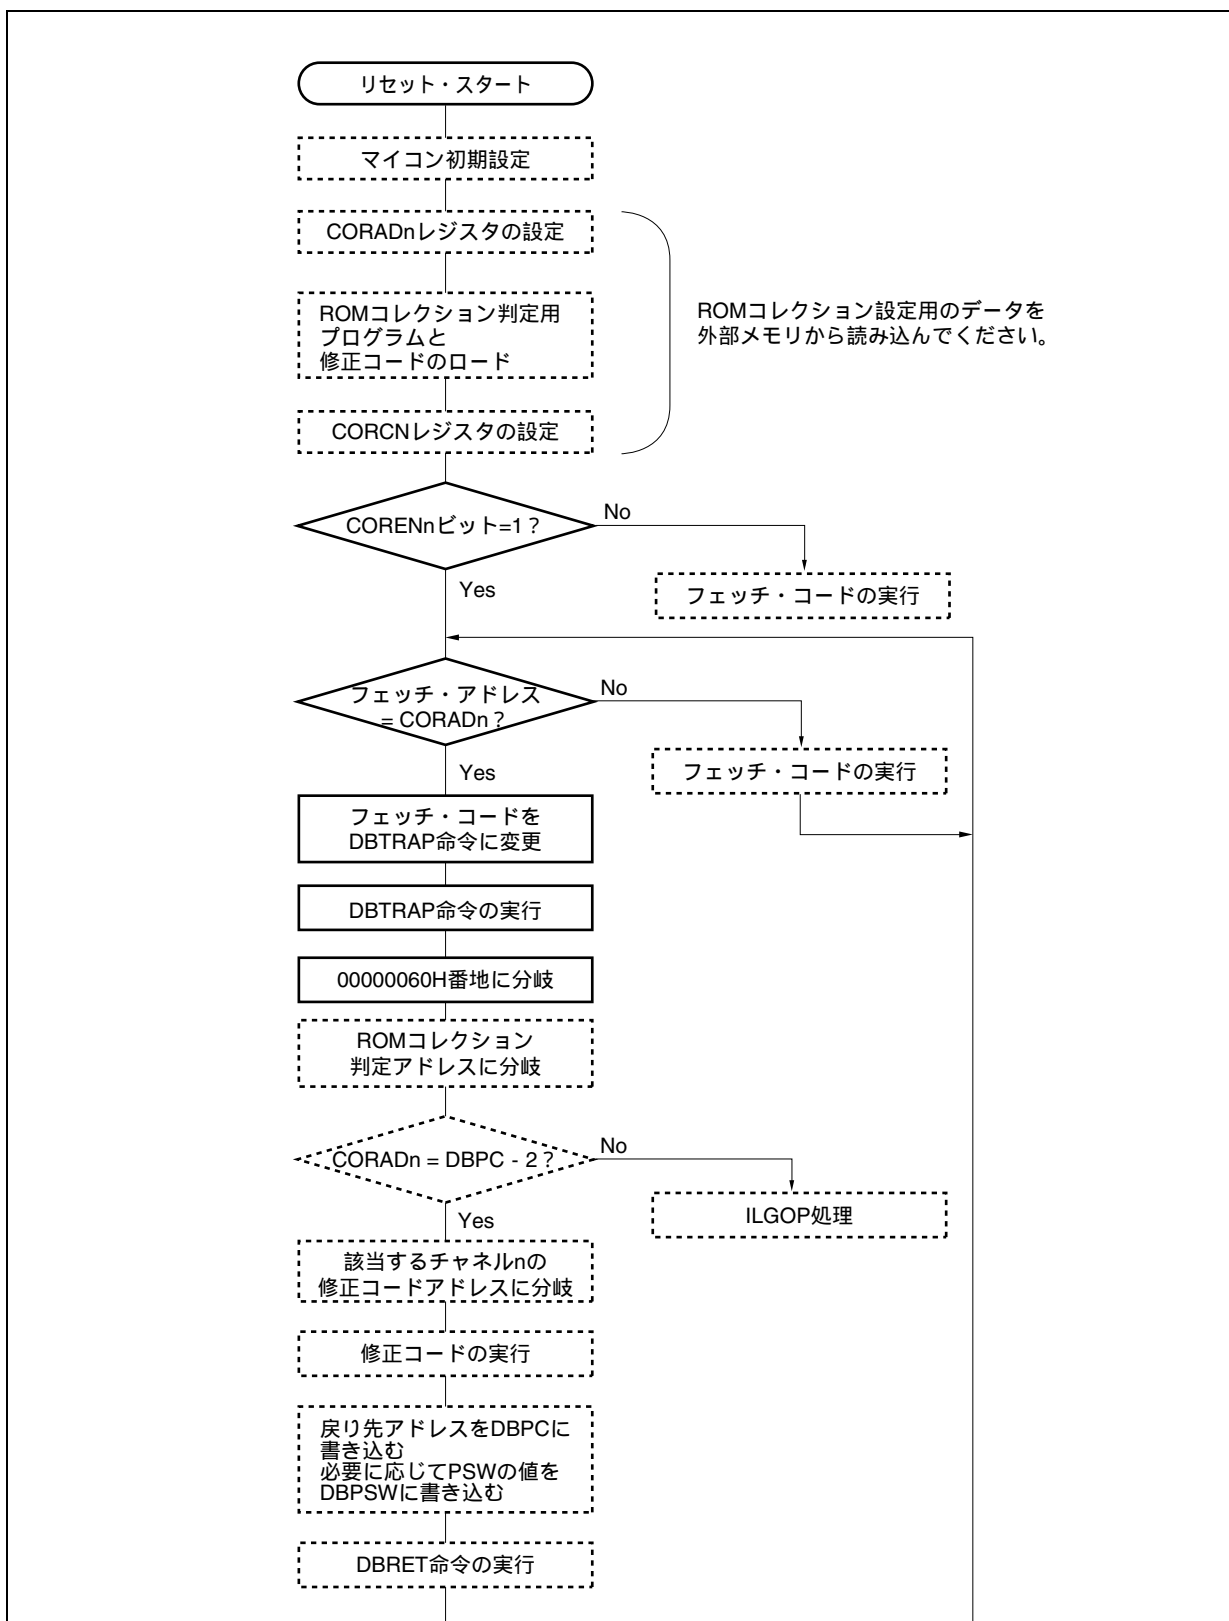 リセット・スタート
マイコン初期設定
CORADnレジスタの設定
ROMコレクション判定用
プログラムと
修正コードのロード
ROMコレクション設定用のデータを
外部メモリから読み込んでください。
CORCNレジスタの設定
CORENnビット=1？
No
Yes
フェッチ・コードの実行
フェッチ・アドレス
= CORADn？
No
Yes
フェッチ・コードの実行
フェッチ・コードを
DBTRAP命令に変更
DBTRAP命令の実行
00000060H番地に分岐
ROMコレクション
判定アドレスに分岐
CORADn = DBPC - 2？
No
Yes
ILGOP処理
該当するチャネルnの
修正コードアドレスに分岐
修正コードの実行
戻り先アドレスをDBPCに
書き込む
必要に応じてPSWの値を
DBPSWに書き込む
DBRET命令の実行